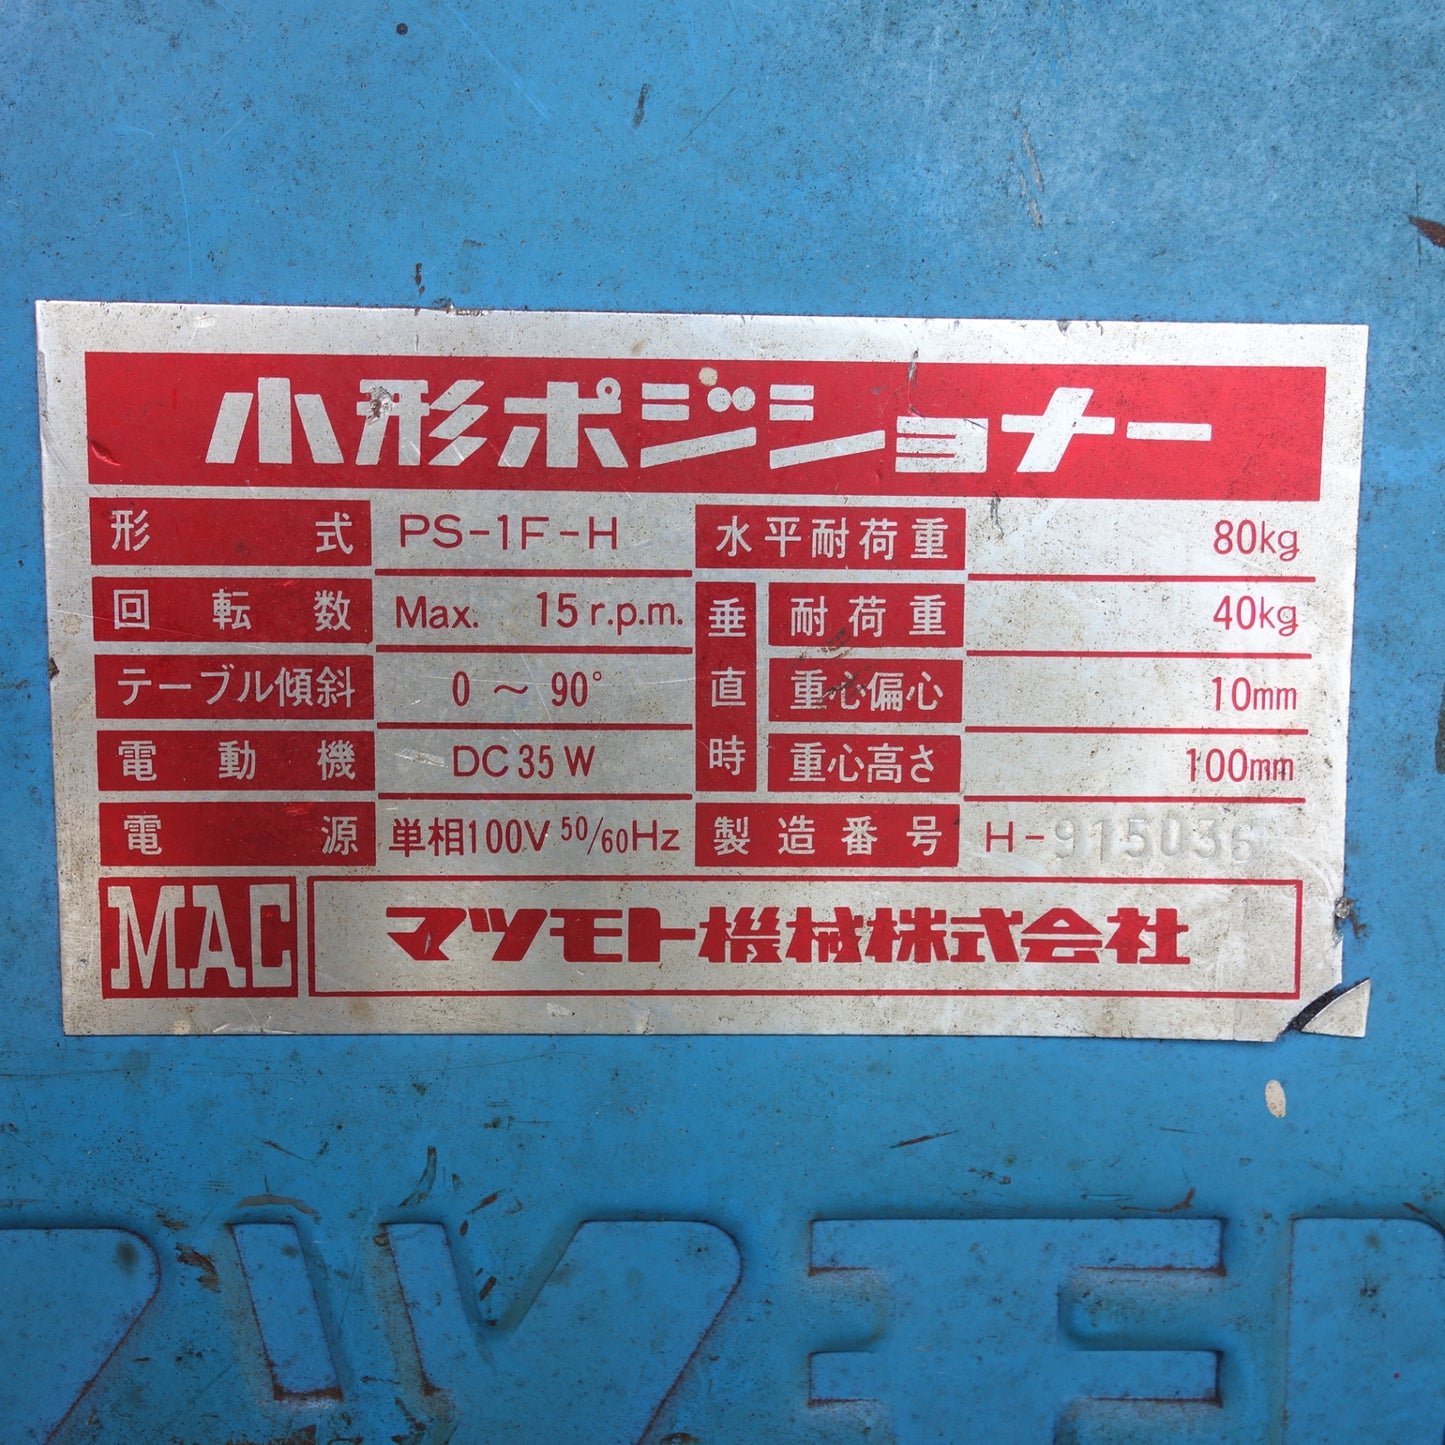 小形ポジショナー
形式 PS-1F-H 水平耐荷重 80kg
回転数 Max. 15 r.p.m. 垂直時 耐荷重 40kg
テーブル傾斜 0 ～ 90° 重心偏心 10mm
電動機 DC 35 W 重心高さ 100mm
電源 単相100V 50/60Hz 製造番号 H-915036
MAC マツモト機械株式会社
マツモト